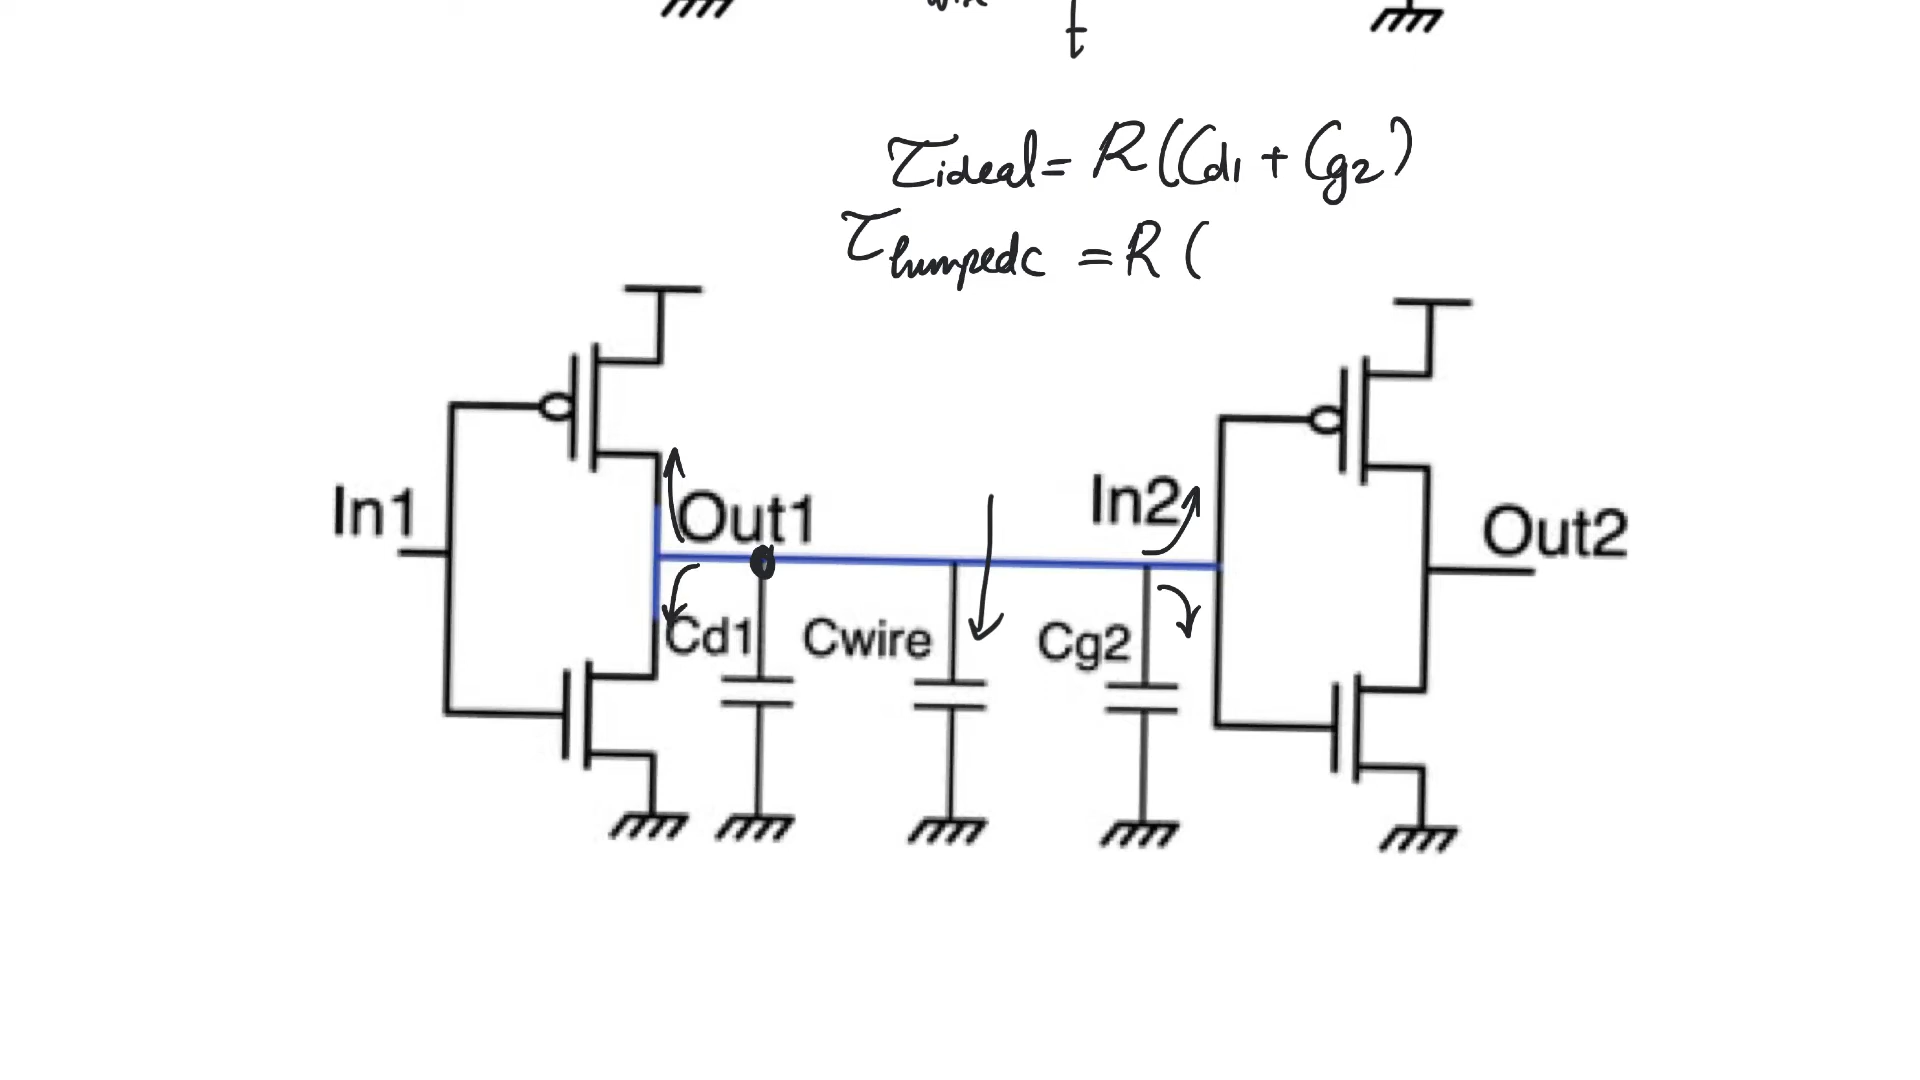 t
τideal= R(Cd1 + Cg2)
τlumpedc = R (
In1
Out1
In2
Out2
Cd1
Cwire
Cg2